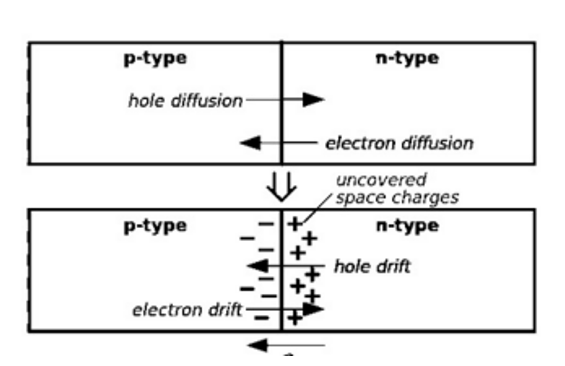 p-type
n-type
hole diffusion
electron diffusion
uncovered
space charges
p-type
n-type
hole drift
electron drift